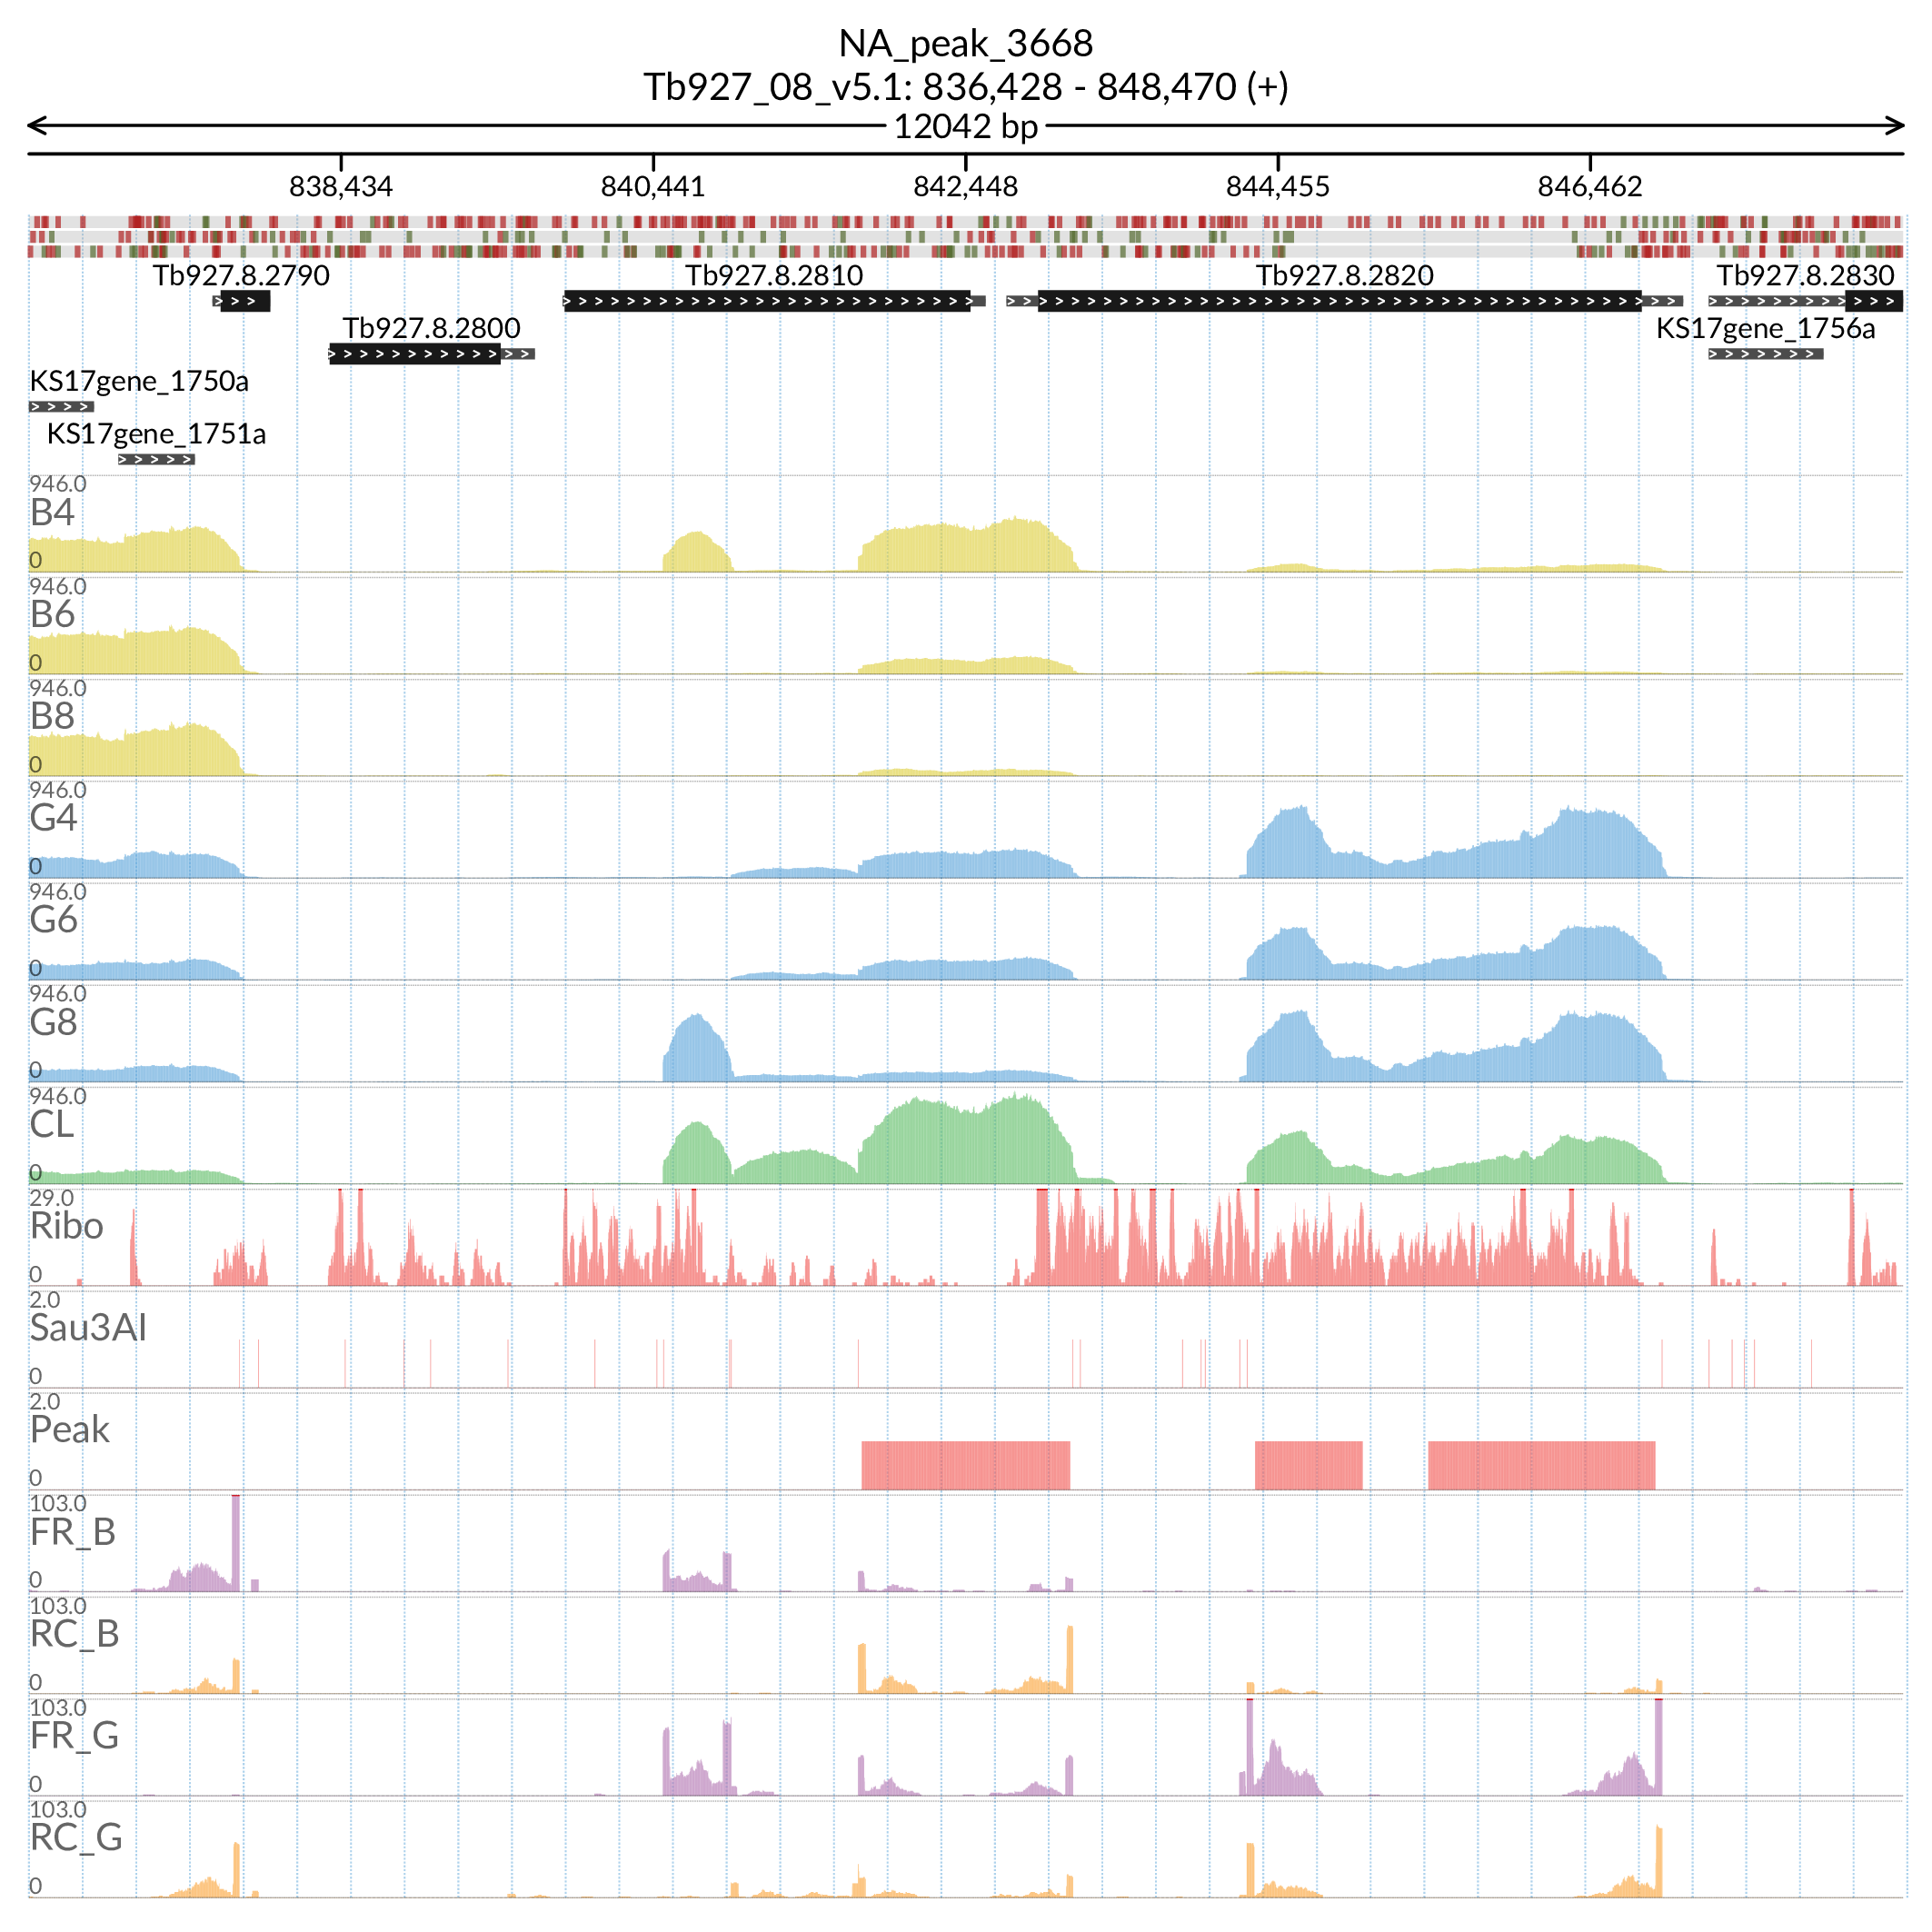 NA_peak_3668
Tb927_08_v5.1: 836,428 - 848,470 (+)
12042 bp
838,434 840,441 842,448 844,455 846,462
Tb927.8.2790 Tb927.8.2810 Tb927.8.2820 Tb927.8.2830
Tb927.8.2800 KS17gene_1756a
KS17gene_1750a
KS17gene_1751a
946.0
B4
0
946.0
B6
0
946.0
B8
0
946.0
G4
0
946.0
G6
0
946.0
G8
0
946.0
CL
0
29.0
Ribo
0
2.0
Sau3AI
0
2.0
Peak
0
103.0
FR_B
0
103.0
RC_B
0
103.0
FR_G
0
103.0
RC_G
0